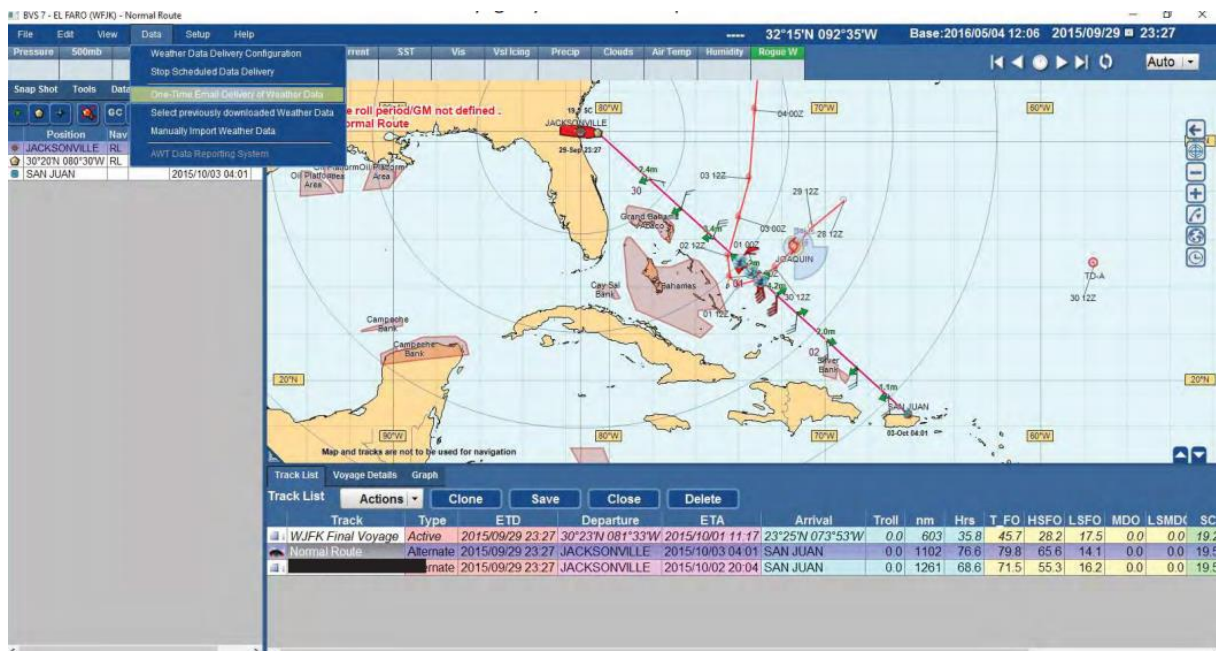 BVS 7 - EL FARO (WFJK) - Normal Route
File Edit View Data Setup Help
---- 32°15'N 092°35'W Base:2016/05/04 12:06 2015/09/29 23:27
Pressure 500mb rrent SST Vis Vsl Icing Precip Clouds Air Temp Humidity Rogue W
Auto
Weather Data Delivery Configuration
Stop Scheduled Data Delivery
One-Time Email Delivery of Weather Data
Select previously downloaded Weather Data
Manually Import Weather Data
AWT Data Reporting System
Snap Shot Tools Data
GC
Position Nav
JACKSONVILLE RL
30°20'N 080°30'W RL
SAN JUAN 2015/10/03 04:01
e roll period/GM not defined .
ormal Route
80°W
70°W
60°W
04 00Z
JACKSONVILLE
29-Sep 23:27
Oil Platform
Area
Area
2.4m
30
03 12Z
29 12Z
Grand Bahama
Abaco
03 00Z
28 12Z
02 12Z
01 00Z
JOAQUIN
TD-A
30 12Z
Cay Sal
Bank
Bahamas
01
30 12Z
01 12Z
Campeche
Bank
Campeche
Bank
2.0m
02
Silver
Bank
20°N
20°N
1.1m
SAN JUAN
03-Oct 04:01
90°W
80°W
70°W
60°W
Map and tracks are not to be used for navigation
Track List Voyage Details Graph
Track List Actions Clone Save Close Delete
Track Type ETD Departure ETA Arrival Troll nm Hrs T_FO HSFO LSFO MDO LSMD SC
WJFK Final Voyage Active 2015/09/29 23:27 30°23'N 081°33'W 2015/10/01 11:17 23°25'N 073°53'W 0.0 603 35.8 45.7 28.2 17.5 0.0 0.0 19.2
Normal Route Alternate 2015/09/29 23:27 JACKSONVILLE 2015/10/03 04:01 SAN JUAN 0.0 1102 76.6 79.8 65.6 14.1 0.0 0.0 19.5
ernate 2015/09/29 23:27 JACKSONVILLE 2015/10/02 20:04 SAN JUAN 0.0 1261 68.6 71.5 55.3 16.2 0.0 0.0 19.5